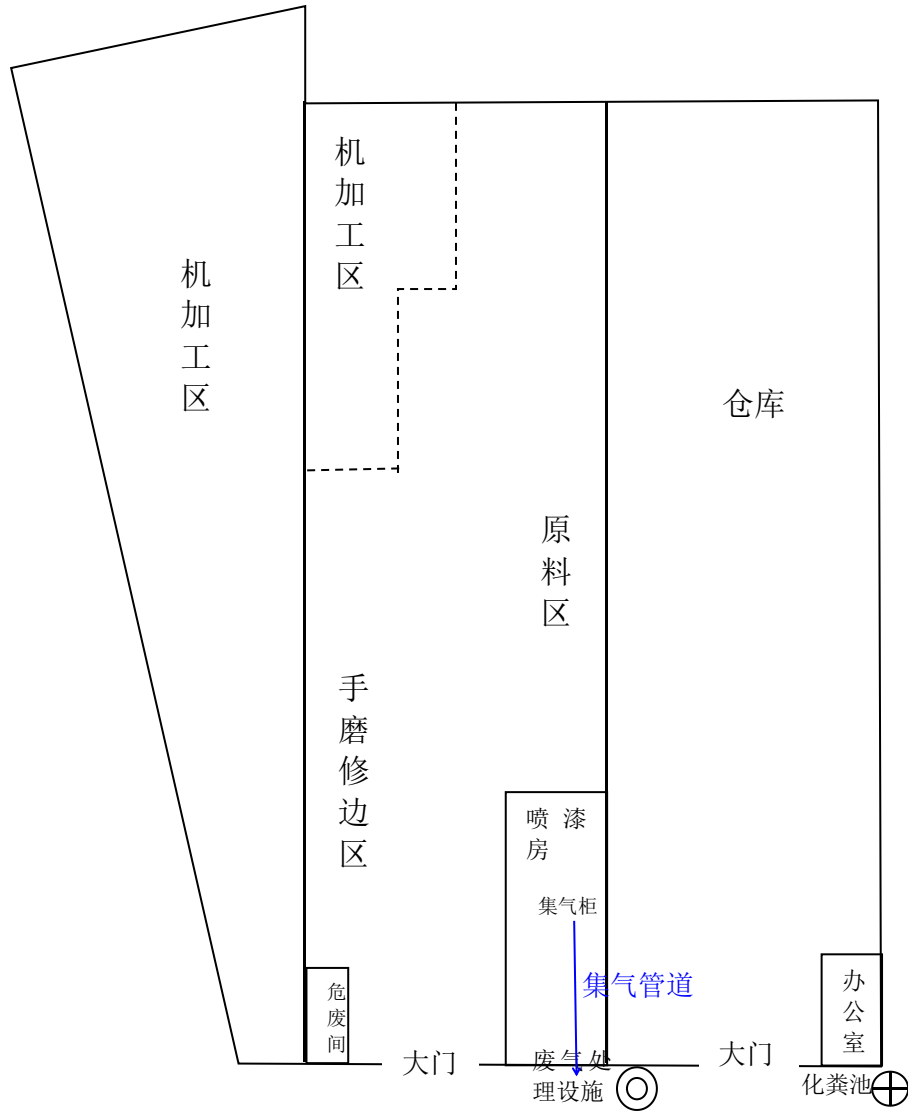 机加工区
机加工区
仓库
原料区
手磨修边区
喷 漆
房
集气柜
集气管道
危废间
办公室
大门
大门
废气处
理设施
化粪池